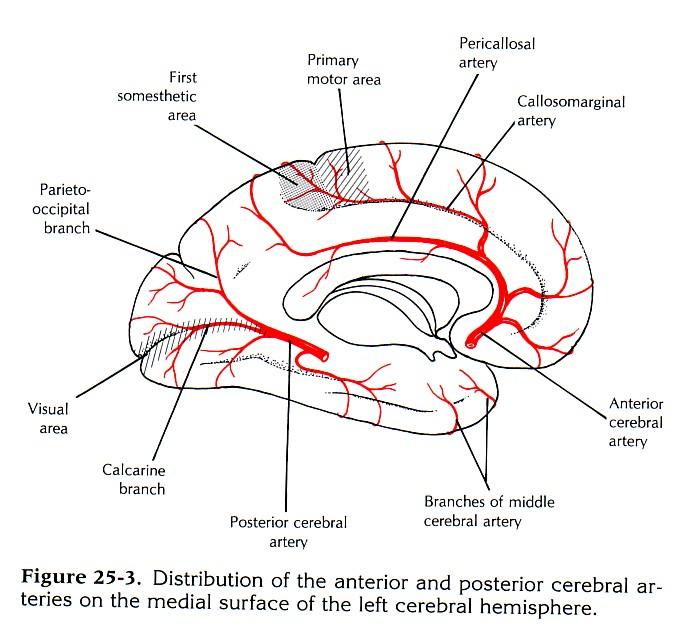 Pericallosal
artery
Primary
motor area
First
somesthetic
area
Callosomarginal
artery
Parieto-
occipital
branch
Visual
area
Calcarine
branch
Posterior cerebral
artery
Branches of middle
cerebral artery
Anterior
cerebral
artery
Figure 25-3. Distribution of the anterior and posterior cerebral ar-
teries on the medial surface of the left cerebral hemisphere.